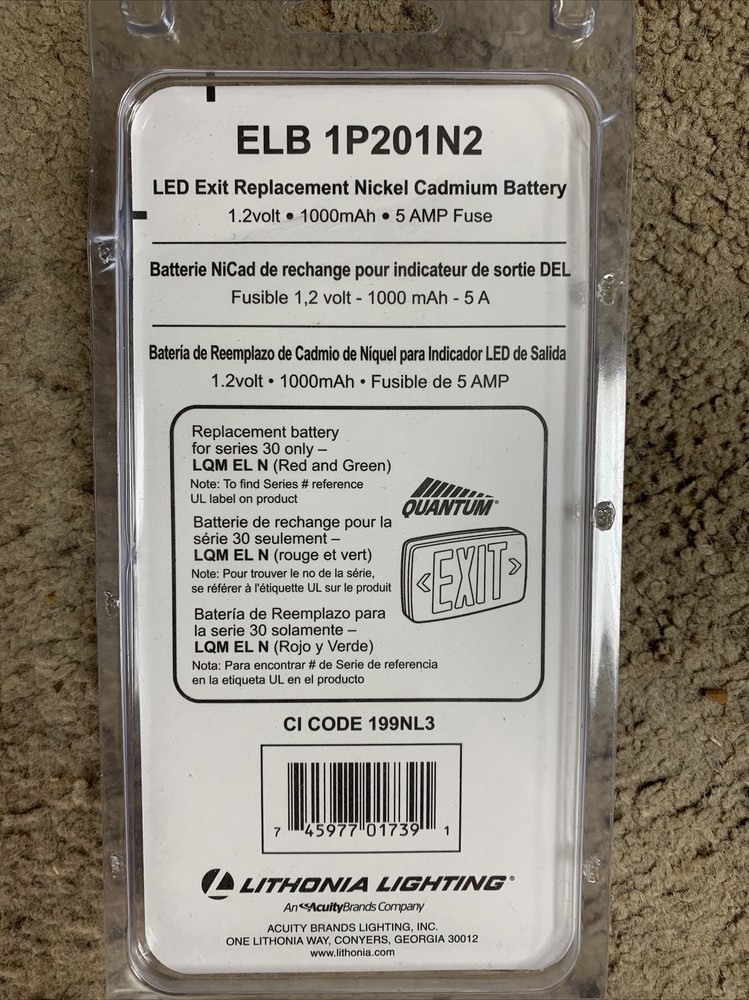 ELB 1P201N2
LED Exit Replacement Nickel Cadmium Battery
1.2volt • 1000mAh • 5 AMP Fuse
Batterie NiCad de rechange pour indicateur de sortie DEL
Fusible 1,2 volt - 1000 mAh - 5 A
Batería de Reemplazo de Cadmio de Níquel para Indicador LED de Salida
1.2volt • 1000mAh • Fusible de 5 AMP
Replacement battery
for series 30 only –
LQM EL N (Red and Green)
Note: To find Series # reference
UL label on product
Batterie de rechange pour la
série 30 seulement –
LQM EL N (rouge et vert)
Note: Pour trouver le no de la série,
se référer à l'étiquette UL sur le produit
Batería de Reemplazo para
la serie 30 solamente –
LQM EL N (Rojo y Verde)
Nota: Para encontrar # de Serie de referencia
en la etiqueta UL en el producto
QUANTUM®
EXIT
CI CODE 199NL3
7 45977 01739 1
LITHONIA LIGHTING®
An AcuityBrands Company
ACUITY BRANDS LIGHTING, INC.
ONE LITHONIA WAY, CONYERS, GEORGIA 30012
www.lithonia.com